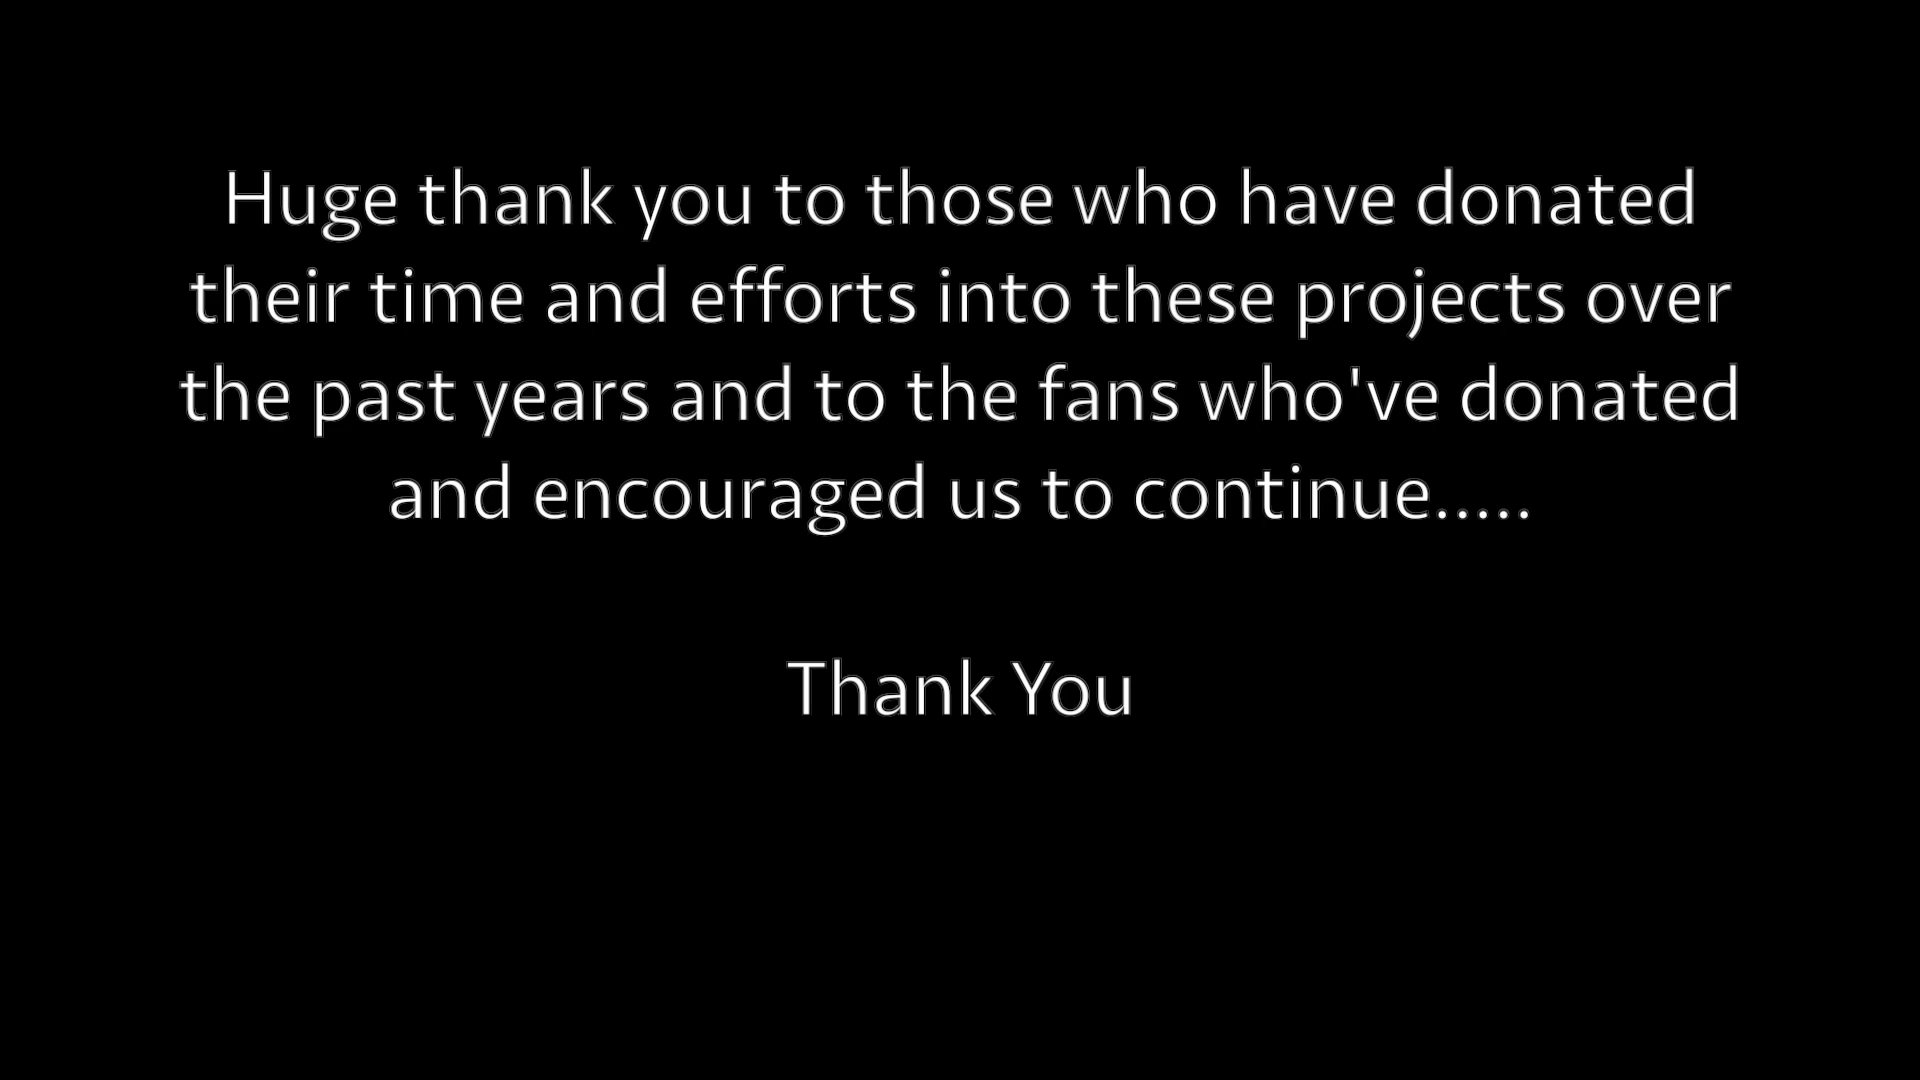 Huge thank you to those who have donated
their time and efforts into these projects over
the past years and to the fans who've donated
and encouraged us to continue.....
Thank You